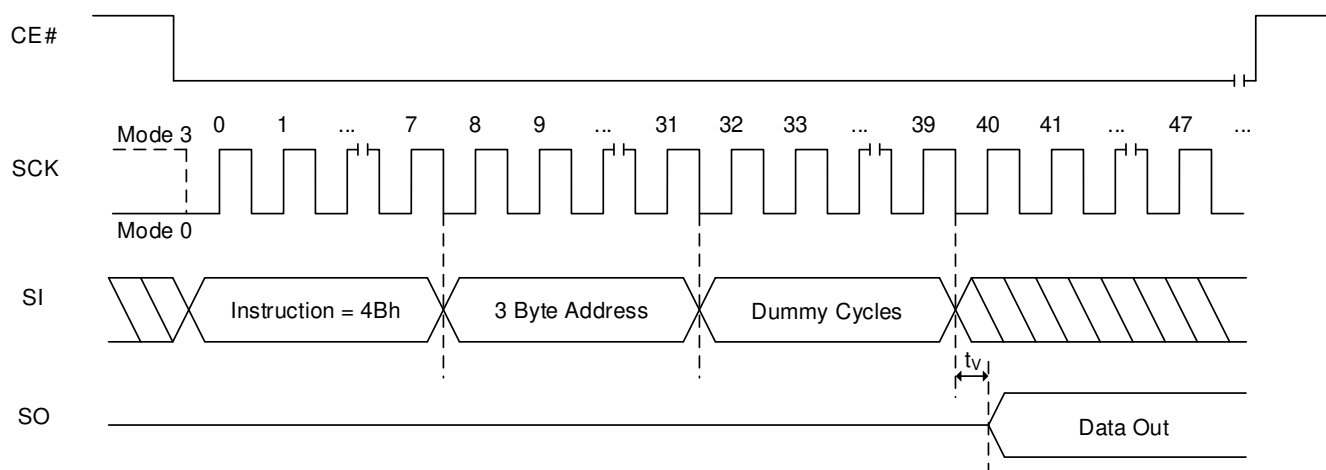 CE#
Mode 3 0 1 ... 7 8 9 ... 31 32 33 ... 39 40 41 ... 47 ...
SCK
Mode 0
SI Instruction = 4Bh 3 Byte Address Dummy Cycles
tV
SO Data Out